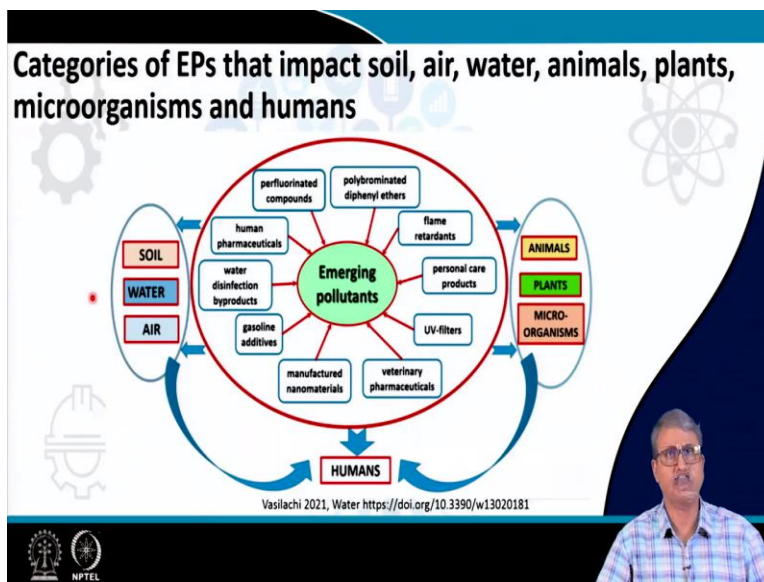 Categories of EPs that impact soil, air, water, animals, plants,
microorganisms and humans
perfluorinated
compounds
polybrominated
diphenyl ethers
human
pharmaceuticals
flame
retardants
water
disinfection
byproducts
Emerging
pollutants
personal care
products
gasoline
additives
UV-filters
manufactured
nanomaterials
veterinary
pharmaceuticals
SOIL
WATER
AIR
ANIMALS
PLANTS
MICRO-
ORGANISMS
HUMANS
Vasilachi 2021, Water https://doi.org/10.3390/w13020181
NPTEL